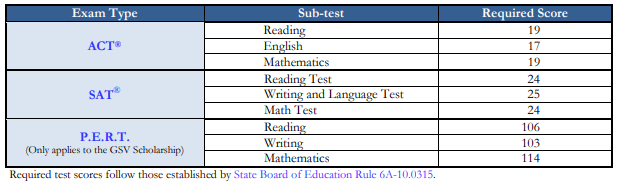 Exam Type Sub-test Required Score
ACT® Reading 19
English 17
Mathematics 19
SAT® Reading Test 24
Writing and Language Test 25
Math Test 24
P.E.R.T. (Only applies to the GSV Scholarship) Reading 106
Writing 103
Mathematics 114
Required test scores follow those established by State Board of Education Rule 6A-10.0315.